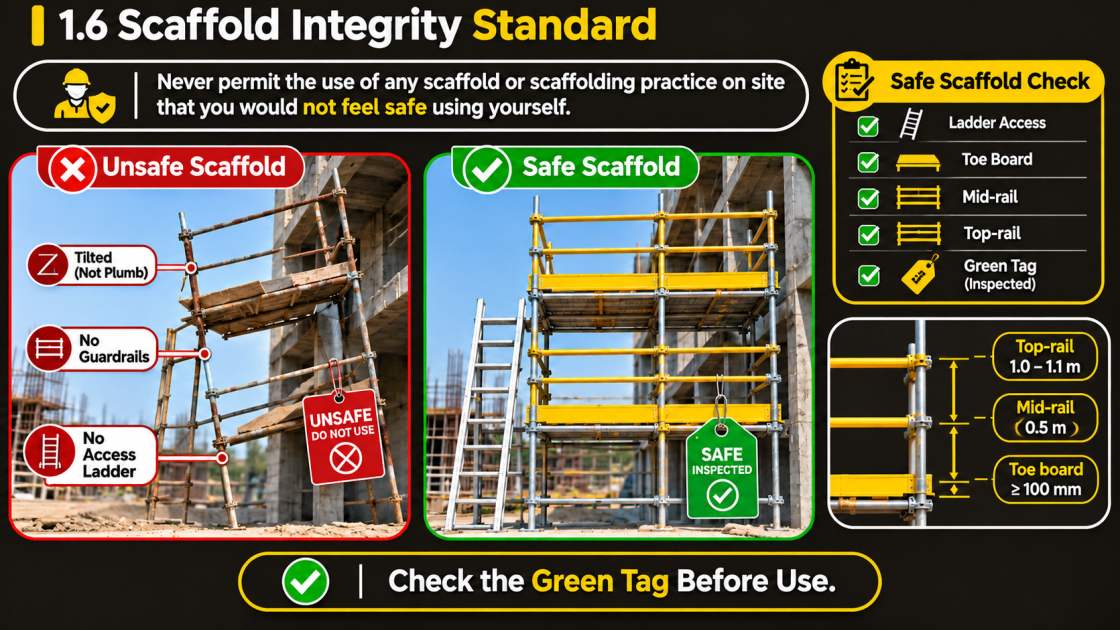 1.6 Scaffold Integrity Standard
Never permit the use of any scaffold or scaffolding practice on site
that you would not feel safe using yourself.
Unsafe Scaffold
Tilted
(Not Plumb)
No
Guardrails
No
Access
Ladder
UNSAFE
DO NOT USE
Safe Scaffold
SAFE
INSPECTED
Safe Scaffold Check
Ladder Access
Toe Board
Mid-rail
Top-rail
Green Tag
(Inspected)
Top-rail
1.0 – 1.1 m
Mid-rail
(0.5 m)
Toe board
≥ 100 mm
Check the Green Tag Before Use.